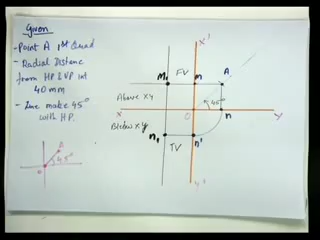 Given
- Point A, 1st Quad
- Radial Distance
from HP & VP int
40 mm
- Line make 45°
with HP.
B
45°
X'
M₁
FV
m
A
Above xy
45°
X
O
n
Y
Below xy
n₁
TV
n'
Y'